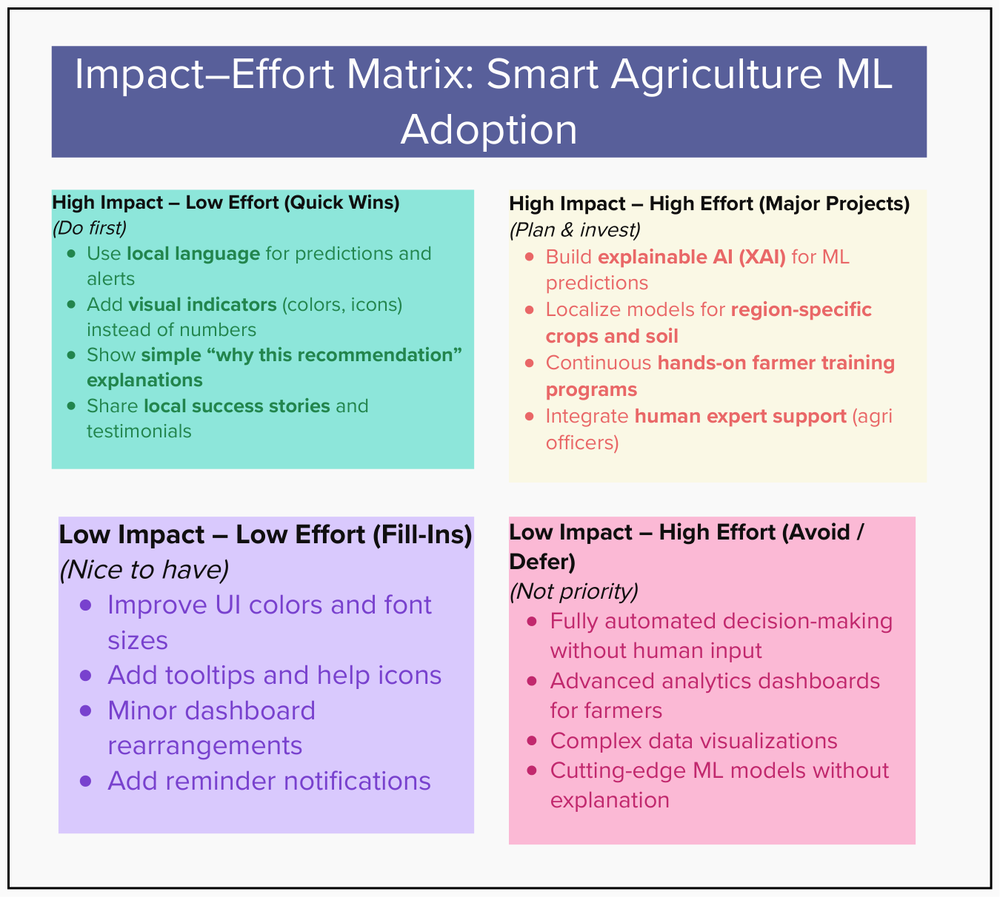 Impact–Effort Matrix: Smart Agriculture ML
Adoption
High Impact – Low Effort (Quick Wins)
(Do first)
● Use local language for predictions and
alerts
● Add visual indicators (colors, icons)
instead of numbers
● Show simple “why this recommendation”
explanations
● Share local success stories and
testimonials
High Impact – High Effort (Major Projects)
(Plan & invest)
● Build explainable AI (XAI) for ML
predictions
● Localize models for region-specific
crops and soil
● Continuous hands-on farmer training
programs
● Integrate human expert support (agri
officers)
Low Impact – Low Effort (Fill-Ins)
(Nice to have)
● Improve UI colors and font
sizes
● Add tooltips and help icons
● Minor dashboard
rearrangements
● Add reminder notifications
Low Impact – High Effort (Avoid /
Defer)
(Not priority)
● Fully automated decision-making
without human input
● Advanced analytics dashboards
for farmers
● Complex data visualizations
● Cutting-edge ML models without
explanation